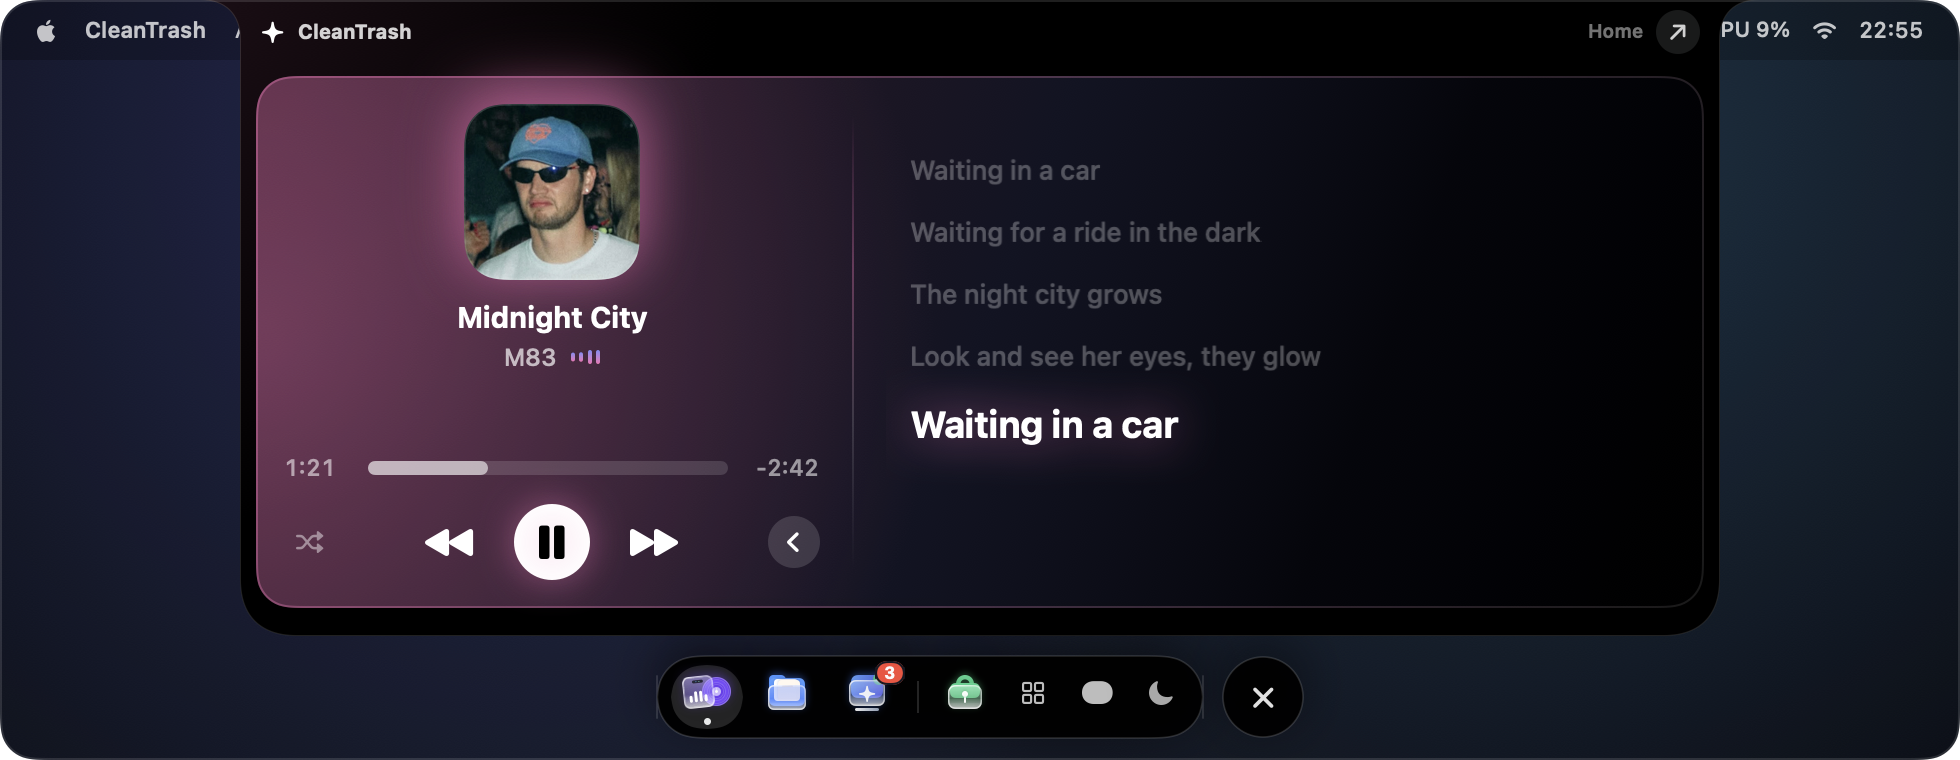 CleanTrash
CleanTrash
Home
PU 9%
22:55
Midnight City
M83
1:21
-2:42
Waiting in a car
Waiting for a ride in the dark
The night city grows
Look and see her eyes, they glow
Waiting in a car
3